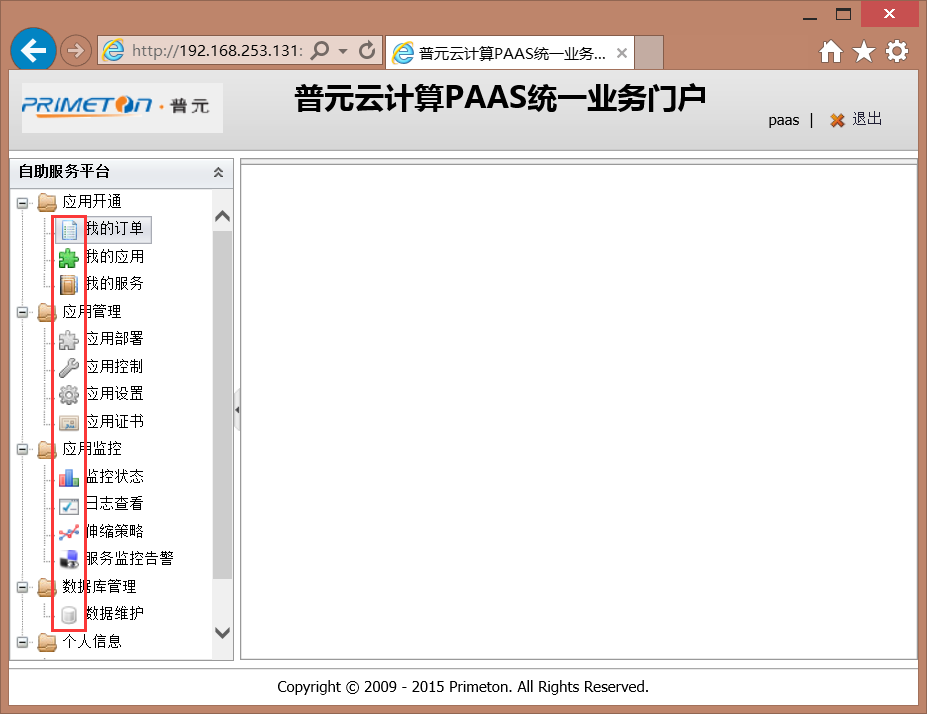 http://192.168.253.131:
普元云计算PAAS统一业务...
PRIMETON · 普元
普元云计算PAAS统一业务门户
paas | 退出
自助服务平台
应用开通
我的订单
我的应用
我的服务
应用管理
应用部署
应用控制
应用设置
应用证书
应用监控
监控状态
日志查看
伸缩策略
服务监控告警
数据库管理
数据维护
个人信息
Copyright © 2009 - 2015 Primeton. All Rights Reserved.